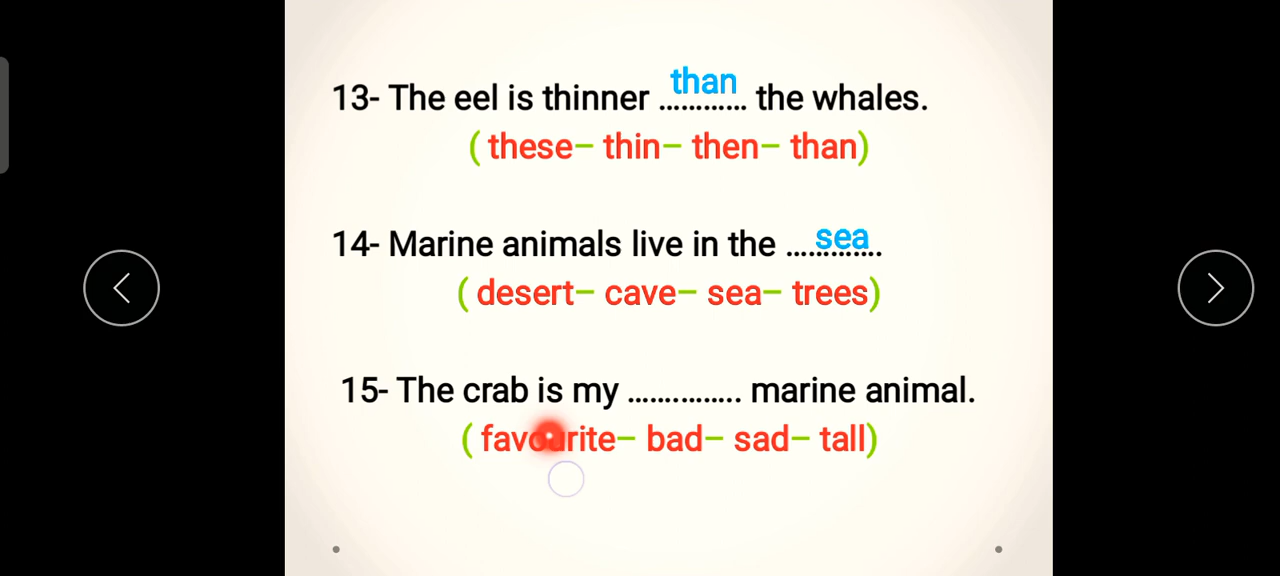 13- The eel is thinner ...than... the whales.
( these– thin– then– than)
14- Marine animals live in the ...sea....
( desert– cave– sea– trees)
15- The crab is my .............. marine animal.
( favourite– bad– sad– tall)